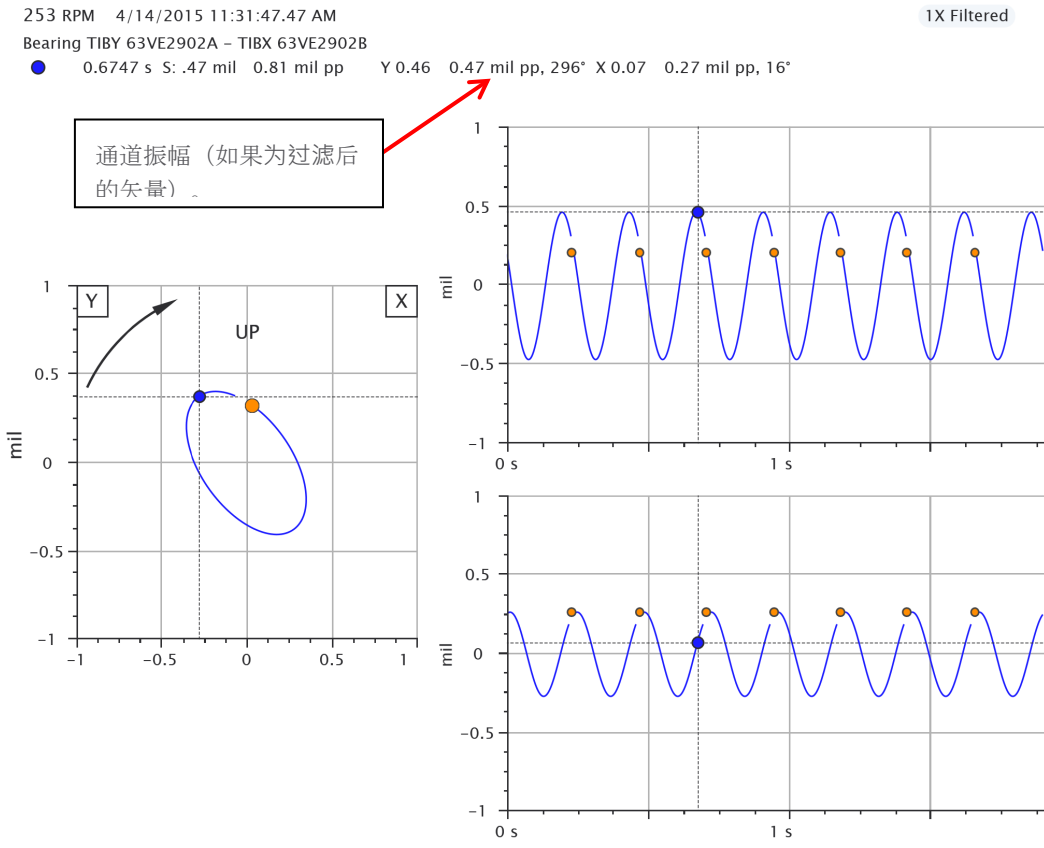 253 RPM 4/14/2015 11:31:47.47 AM
1X Filtered
Bearing TIBY 63VE2902A – TIBX 63VE2902B
0.6747 s S: .47 mil 0.81 mil pp Y 0.46 0.47 mil pp, 296° X 0.07 0.27 mil pp, 16°
通道振幅（如果为过滤后
的矢量）。
1
0.5
0
-0.5
-1
mil
0 s
1 s
Y
X
UP
1
0.5
0
-0.5
-1
mil
-1
-0.5
0
0.5
1
1
0.5
0
-0.5
-1
mil
0 s
1 s